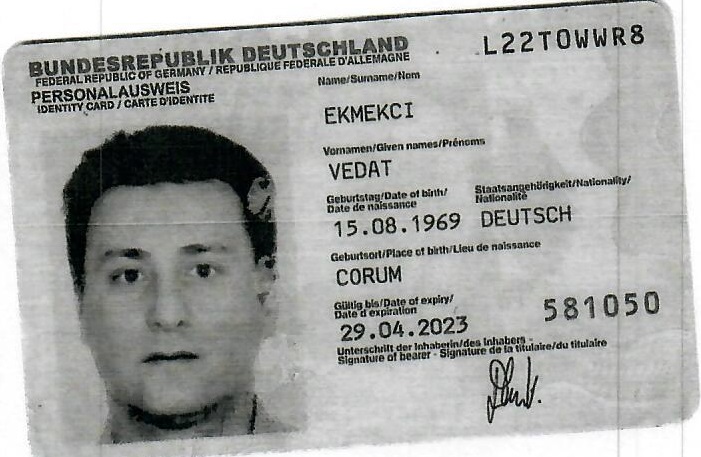 BUNDESREPUBLIK DEUTSCHLAND
FEDERAL REPUBLIC OF GERMANY / REPUBLIQUE FEDERALE D'ALLEMAGNE
PERSONALAUSWEIS
IDENTITY CARD / CARTE D'IDENTITE
L22T0WWR8
Name/Surname/Nom
EKMEKCI
Vornamen/Given names/Prénoms
VEDAT
Geburtstag/Date of birth/
Date de naissance
Staatsangehörigkeit/Nationality/
Nationalité
15.08.1969 DEUTSCH
Geburtsort/Place of birth/Lieu de naissance
CORUM
Gültig bis/Date of expiry/
Date d'expiration
29.04.2023
581050
Unterschrift der Inhaberin/des Inhabers -
Signature of bearer - Signature de la titulaire/du titulaire